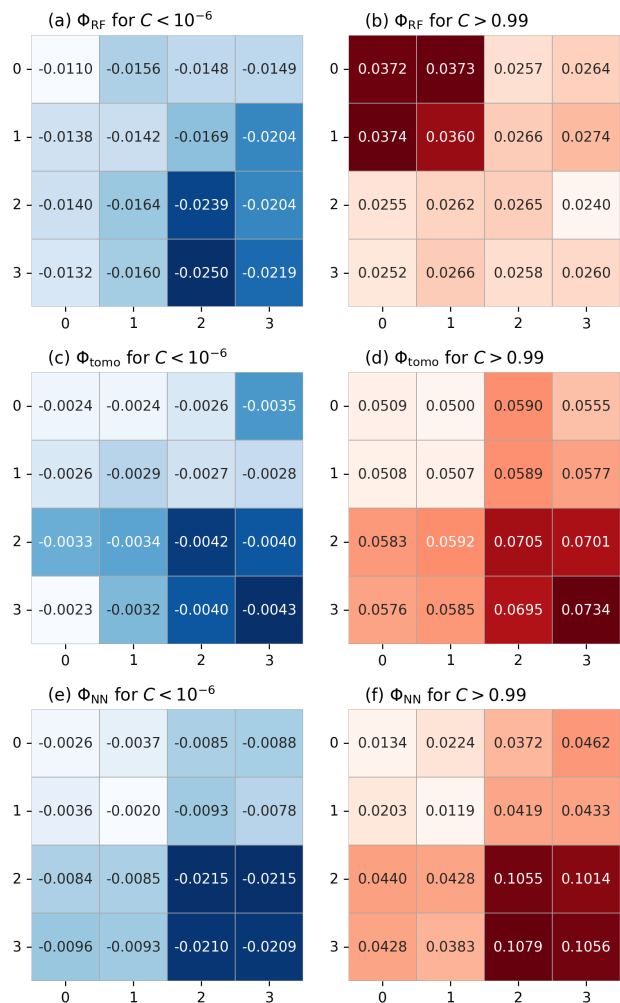 (a) Φ_RF for C < 10^−6
(b) Φ_RF for C > 0.99
0 -0.0110 -0.0156 -0.0148 -0.0149
0 0.0372 0.0373 0.0257 0.0264
1 -0.0138 -0.0142 -0.0169 -0.0204
1 0.0374 0.0360 0.0266 0.0274
2 -0.0140 -0.0164 -0.0239 -0.0204
2 0.0255 0.0262 0.0265 0.0240
3 -0.0132 -0.0160 -0.0250 -0.0219
3 0.0252 0.0266 0.0258 0.0260
0 1 2 3
0 1 2 3
(c) Φ_tomo for C < 10^−6
(d) Φ_tomo for C > 0.99
0 -0.0024 -0.0024 -0.0026 -0.0035
0 0.0509 0.0500 0.0590 0.0555
1 -0.0026 -0.0029 -0.0027 -0.0028
1 0.0508 0.0507 0.0589 0.0577
2 -0.0033 -0.0034 -0.0042 -0.0040
2 0.0583 0.0592 0.0705 0.0701
3 -0.0023 -0.0032 -0.0040 -0.0043
3 0.0576 0.0585 0.0695 0.0734
0 1 2 3
0 1 2 3
(e) Φ_NN for C < 10^−6
(f) Φ_NN for C > 0.99
0 -0.0026 -0.0037 -0.0085 -0.0088
0 0.0134 0.0224 0.0372 0.0462
1 -0.0036 -0.0020 -0.0093 -0.0078
1 0.0203 0.0119 0.0419 0.0433
2 -0.0084 -0.0085 -0.0215 -0.0215
2 0.0440 0.0428 0.1055 0.1014
3 -0.0096 -0.0093 -0.0210 -0.0209
3 0.0428 0.0383 0.1079 0.1056
0 1 2 3
0 1 2 3